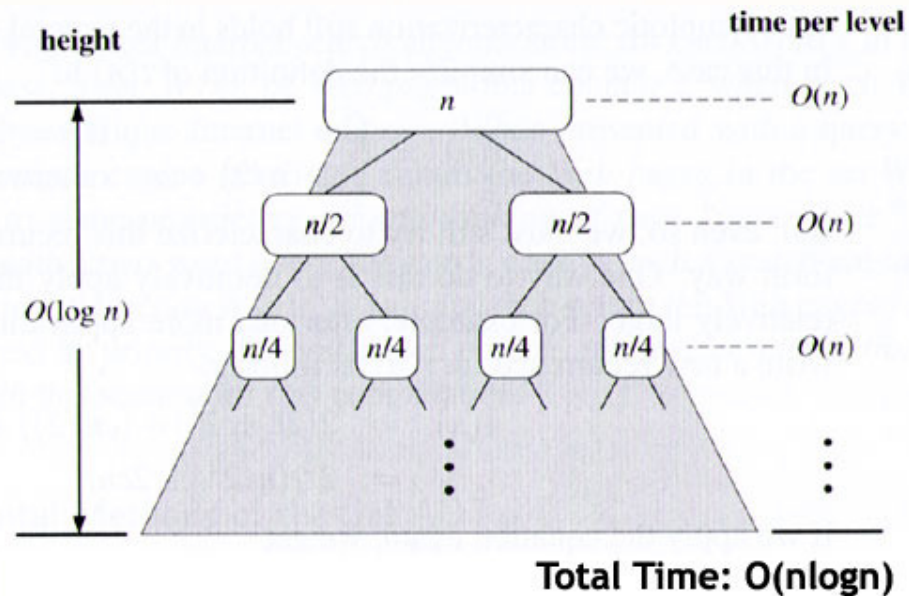 height
time per level
n
O(n)
n/2 n/2
O(n)
O(log n)
n/4 n/4 n/4 n/4
O(n)
Total Time: O(nlogn)